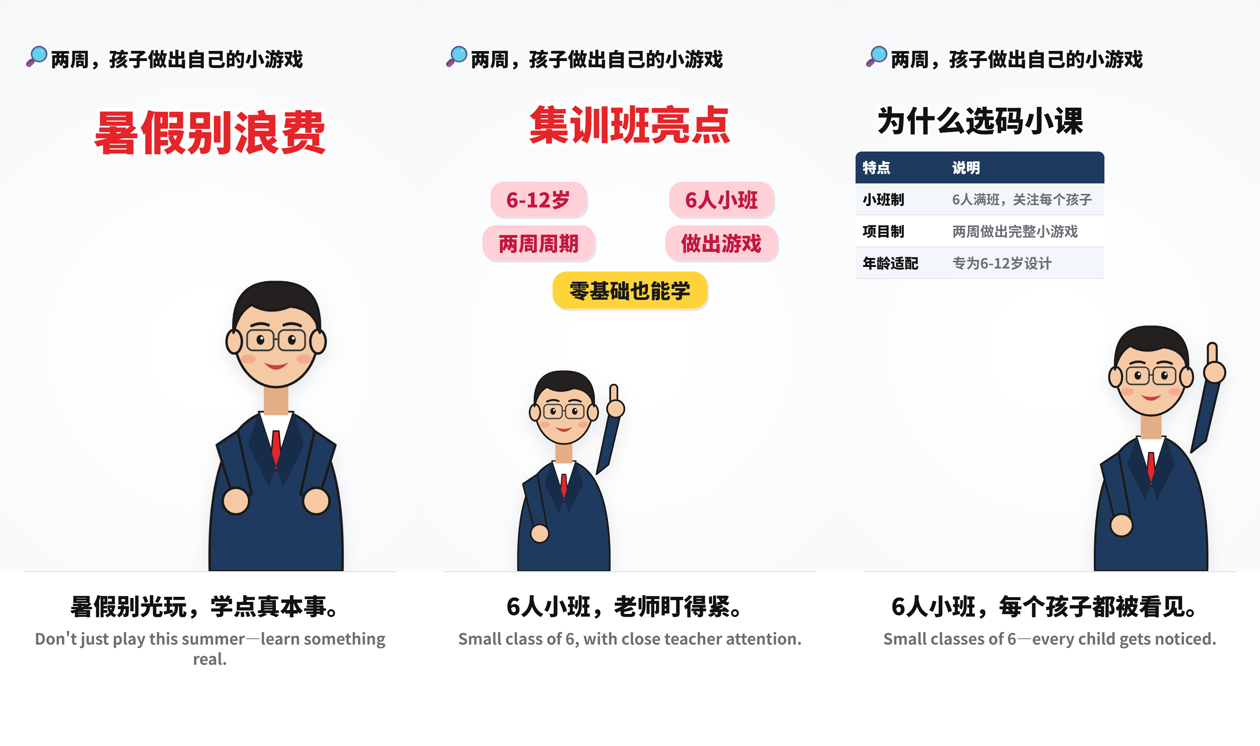 两周，孩子做出自己的小游戏
暑假别浪费
暑假别光玩，学点真本事。
Don't just play this summer—learn something
real.
两周，孩子做出自己的小游戏
集训班亮点
6-12岁
6人小班
两周周期
做出游戏
零基础也能学
6人小班，老师盯得紧。
Small class of 6, with close teacher attention.
两周，孩子做出自己的小游戏
为什么选码小课
特点 说明
小班制 6人满班，关注每个孩子
项目制 两周做出完整小游戏
年龄适配 专为6-12岁设计
6人小班，每个孩子都被看见。
Small classes of 6—every child gets noticed.